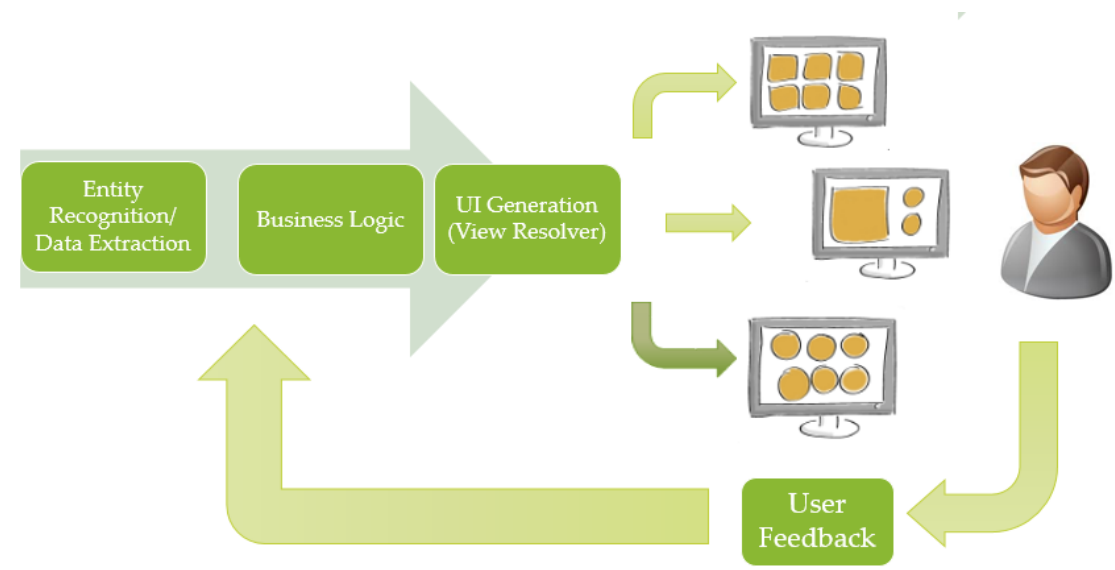 Entity
Recognition/
Data Extraction
Business Logic
UI Generation
(View Resolver)
User
Feedback